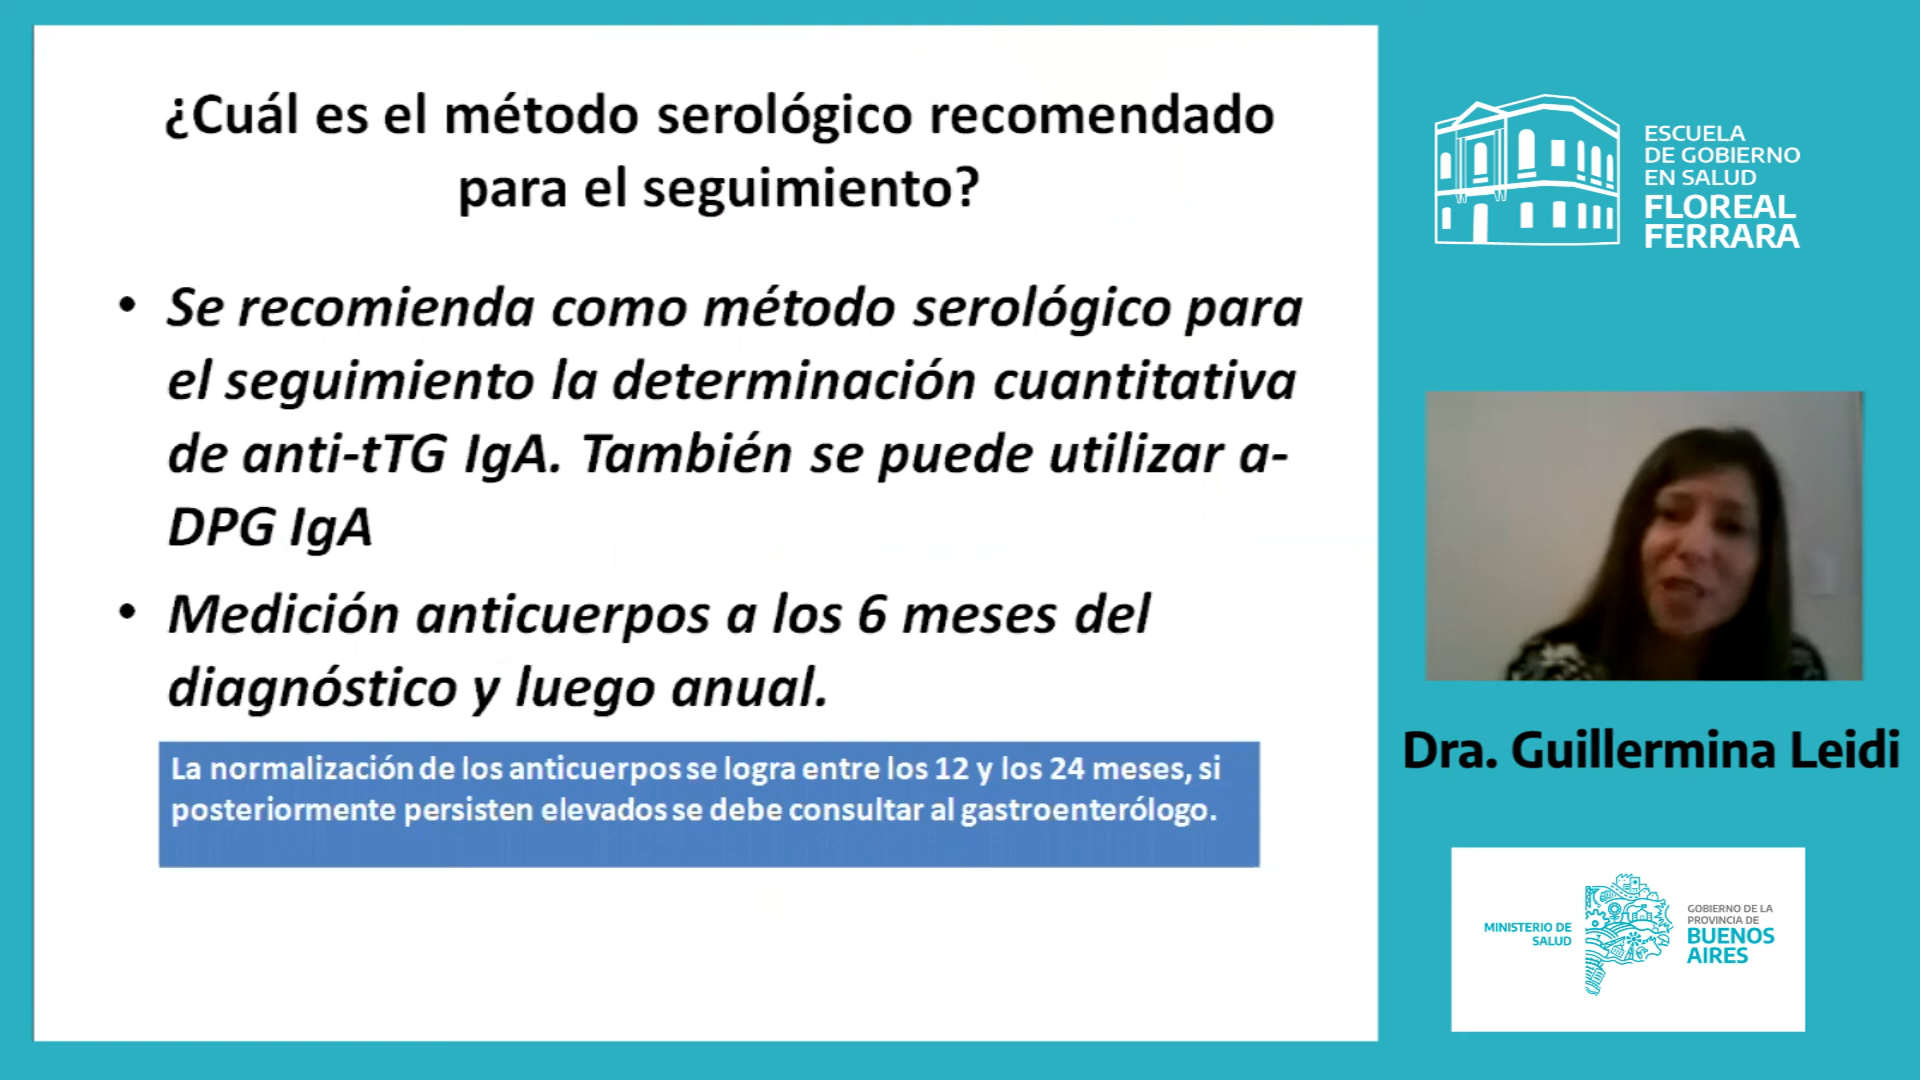 ¿Cuál es el método serológico recomendado
para el seguimiento?
• Se recomienda como método serológico para
el seguimiento la determinación cuantitativa
de anti-tTG IgA. También se puede utilizar a-
DPG IgA
• Medición anticuerpos a los 6 meses del
diagnóstico y luego anual.
La normalización de los anticuerpos se logra entre los 12 y los 24 meses, si
posteriormente persisten elevados se debe consultar al gastroenterólogo.
ESCUELA
DE GOBIERNO
EN SALUD
FLOREAL
FERRARA
Dra. Guillermina Leidi
MINISTERIO DE
SALUD
GOBIERNO DE LA
PROVINCIA DE
BUENOS
AIRES